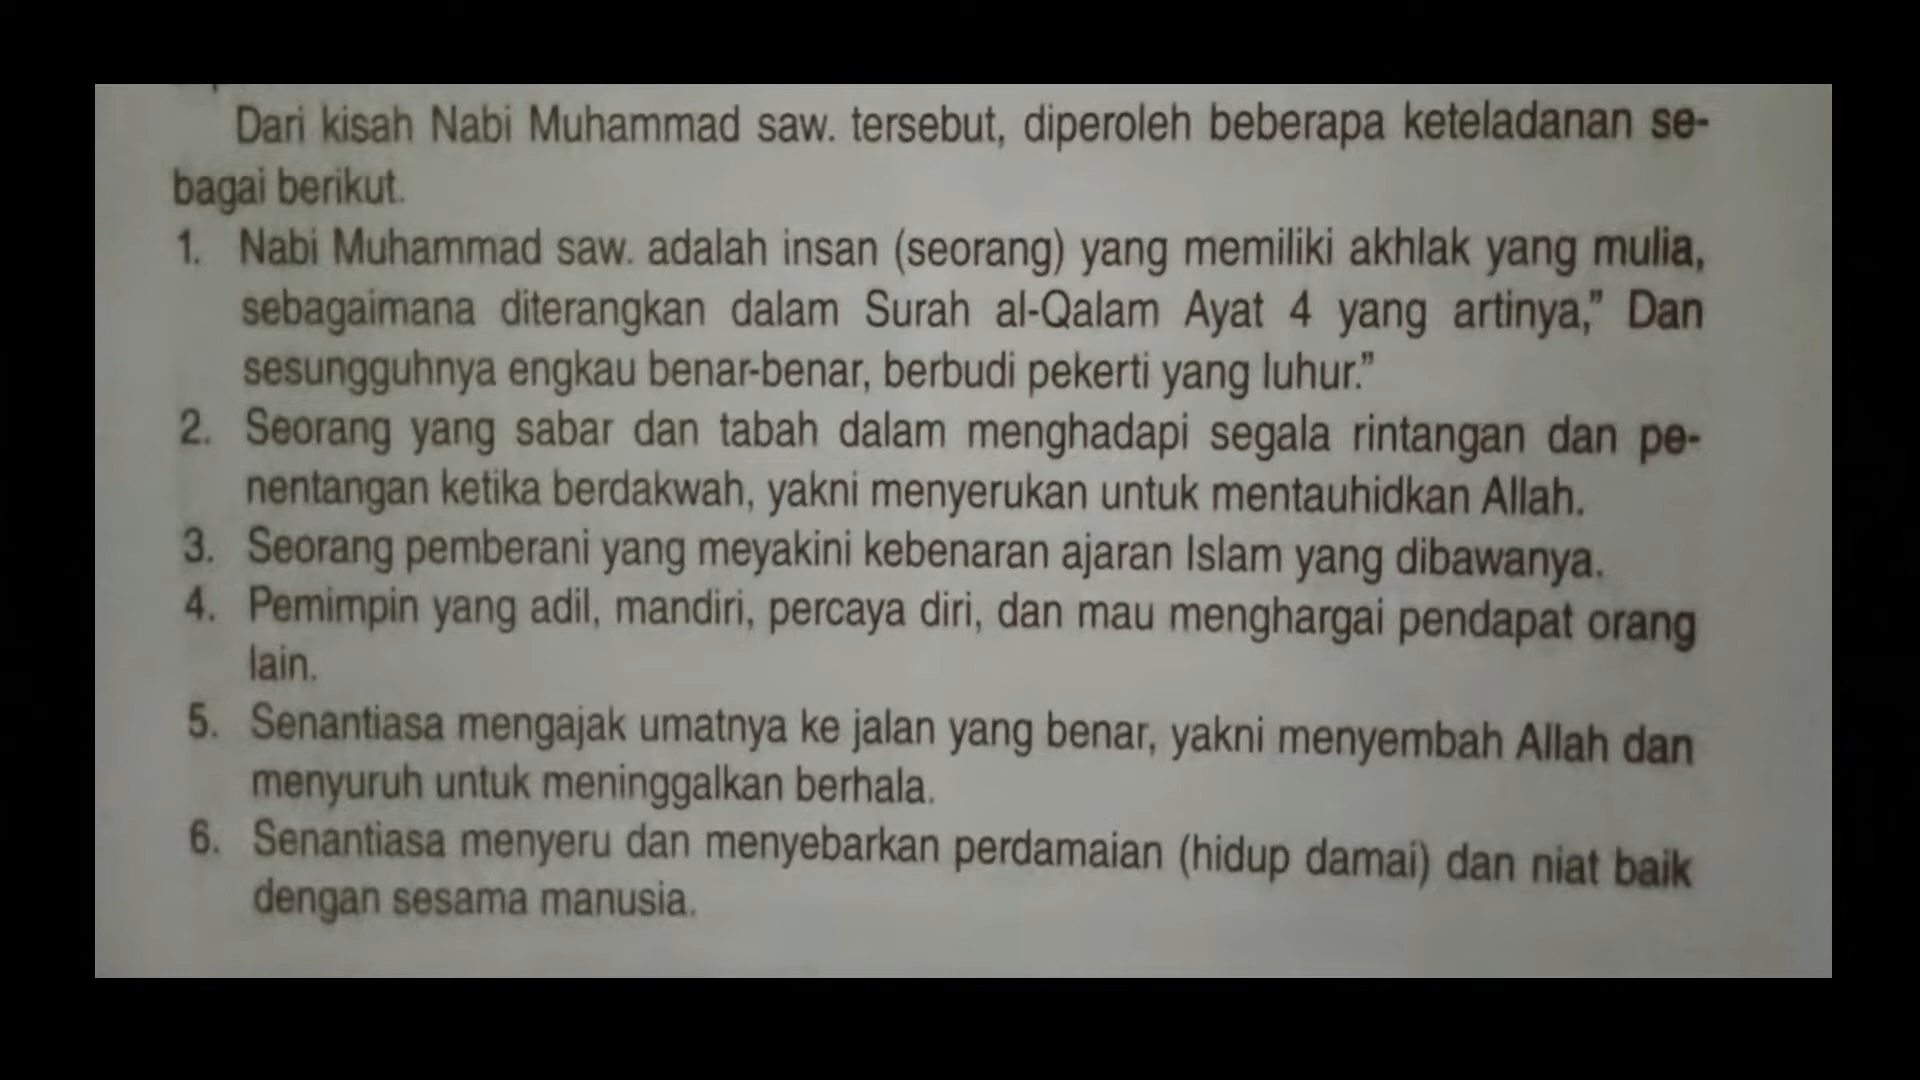 Dari kisah Nabi Muhammad saw. tersebut, diperoleh beberapa keteladanan se-
bagai berikut.
1. Nabi Muhammad saw. adalah insan (seorang) yang memiliki akhlak yang mulia,
sebagaimana diterangkan dalam Surah al-Qalam Ayat 4 yang artinya,” Dan
sesungguhnya engkau benar-benar, berbudi pekerti yang luhur.”
2. Seorang yang sabar dan tabah dalam menghadapi segala rintangan dan pe-
nentangan ketika berdakwah, yakni menyerukan untuk mentauhidkan Allah.
3. Seorang pemberani yang meyakini kebenaran ajaran Islam yang dibawanya.
4. Pemimpin yang adil, mandiri, percaya diri, dan mau menghargai pendapat orang
lain.
5. Senantiasa mengajak umatnya ke jalan yang benar, yakni menyembah Allah dan
menyuruh untuk meninggalkan berhala.
6. Senantiasa menyeru dan menyebarkan perdamaian (hidup damai) dan niat baik
dengan sesama manusia.